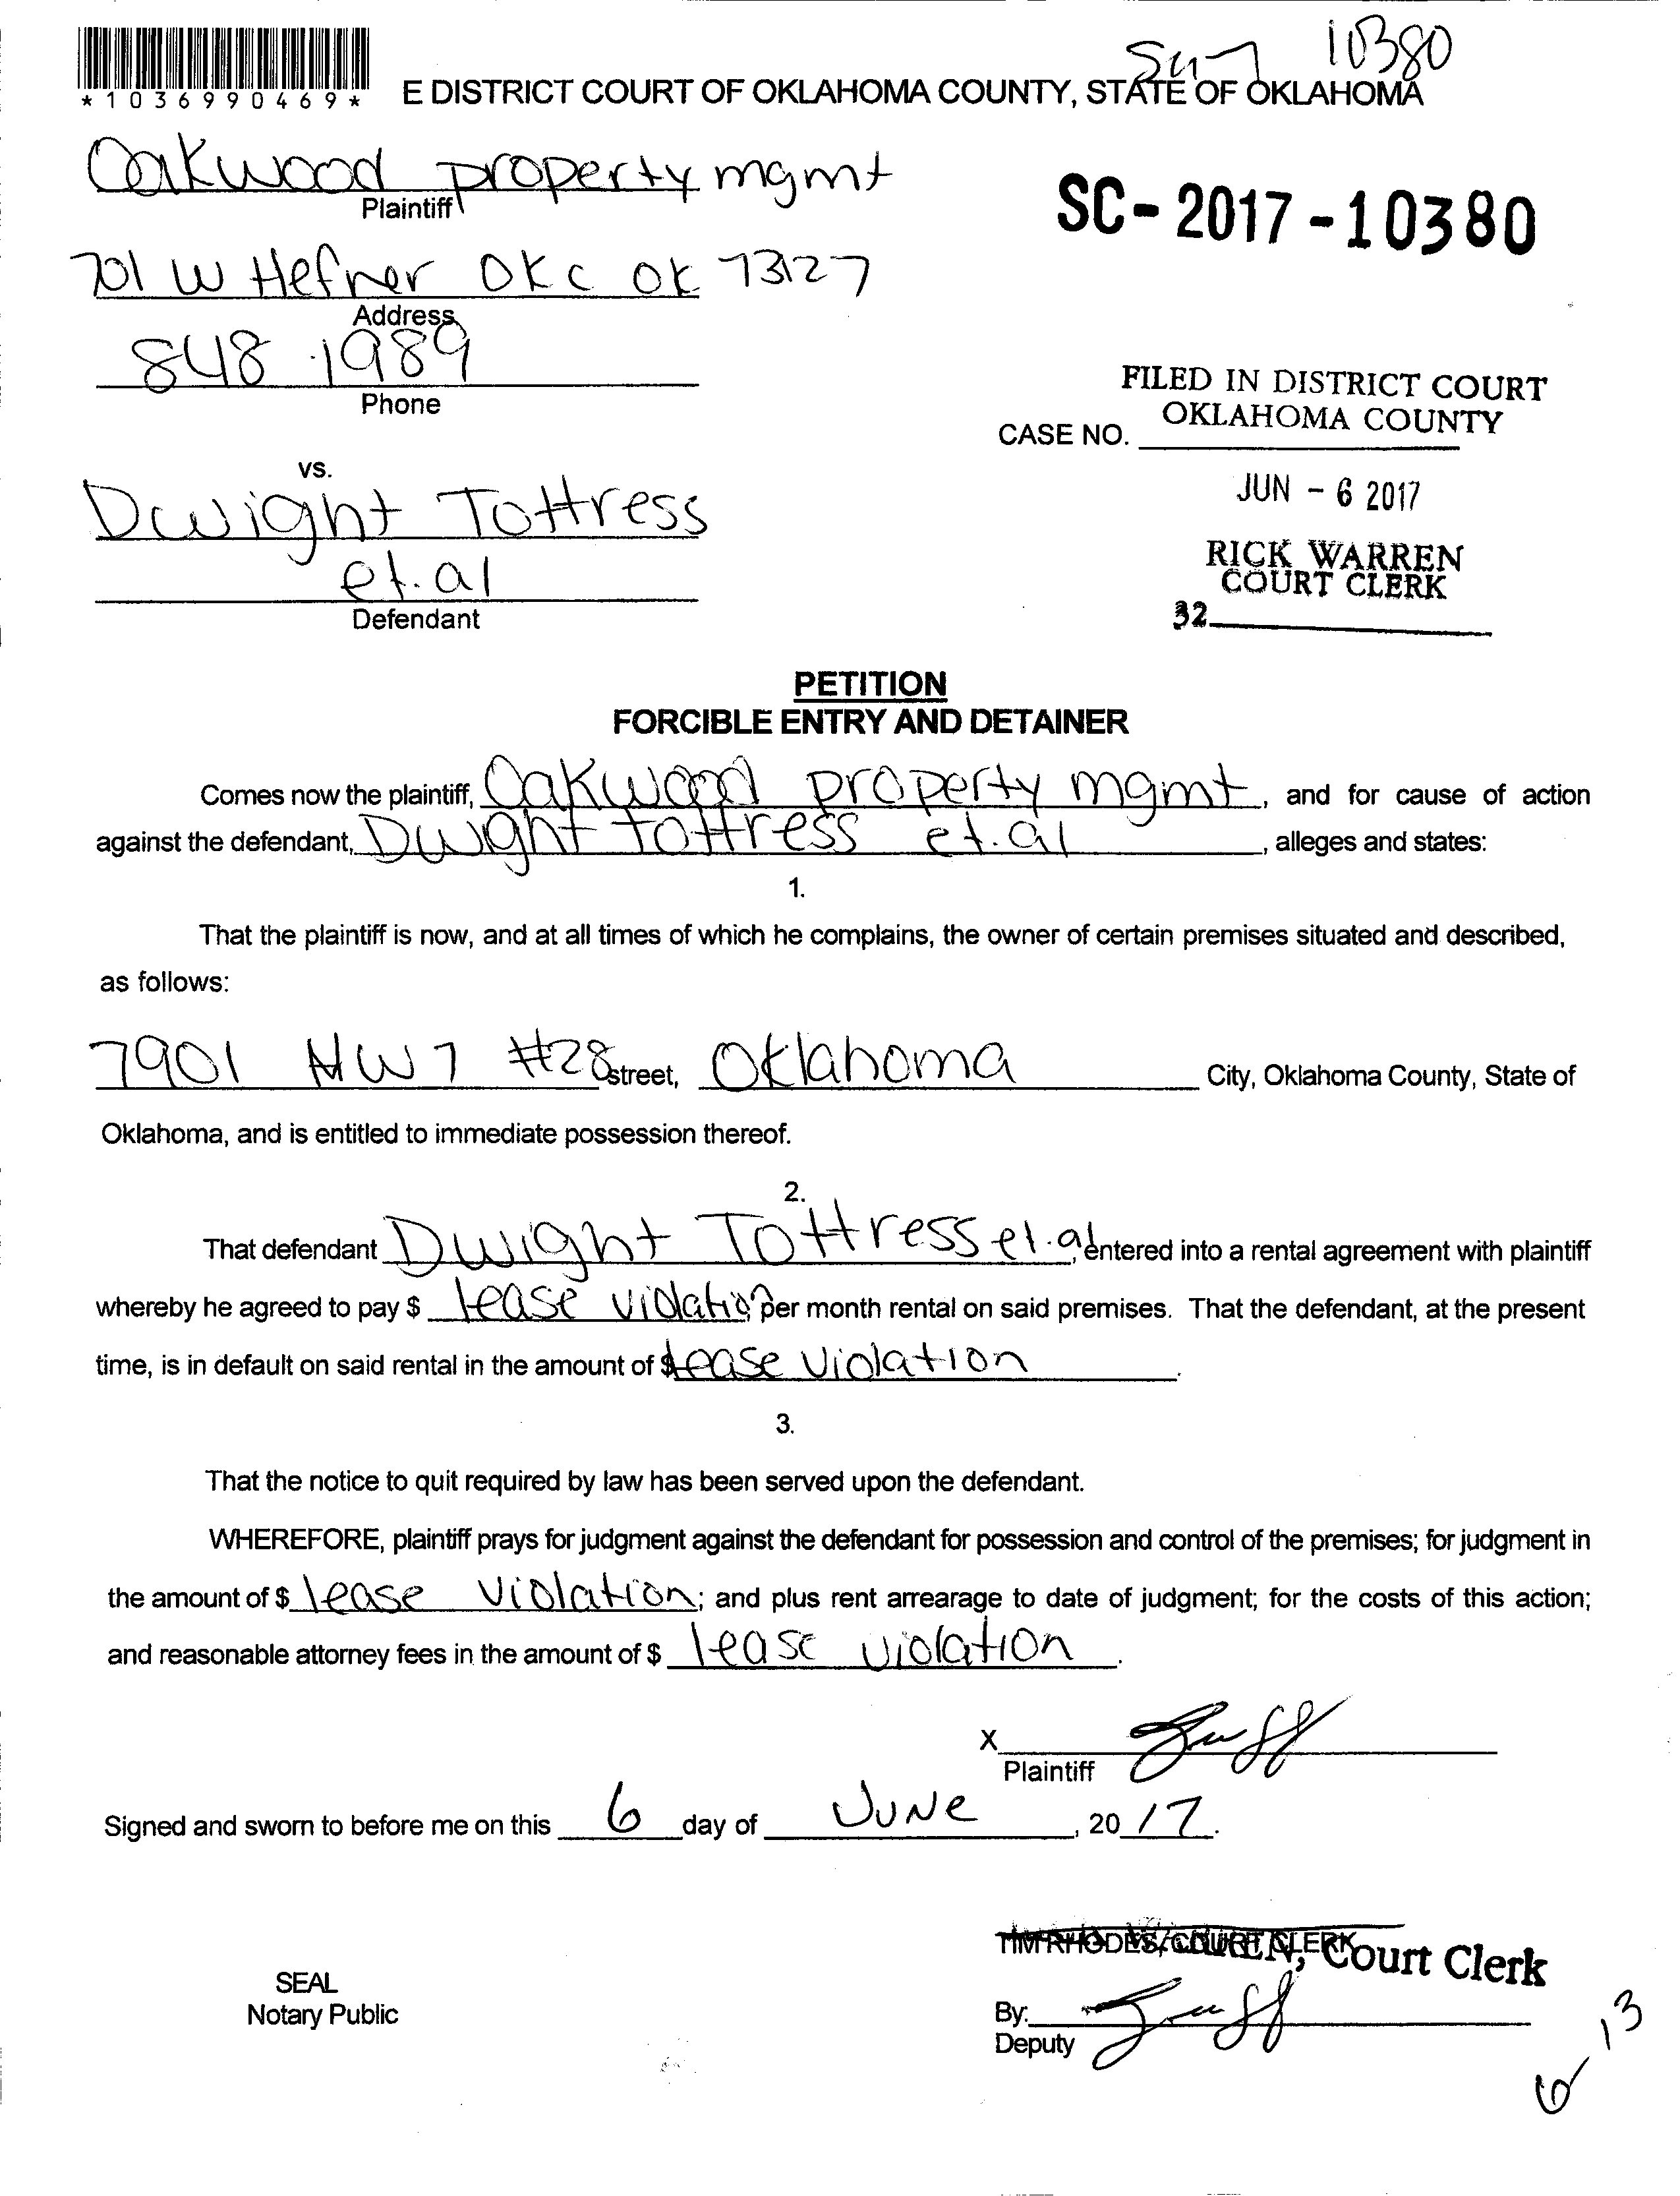 10380
*1036990469*
E DISTRICT COURT OF OKLAHOMA COUNTY, STATE OF OKLAHOMA
Oakwood property mgmt
Plaintiff
SC-2017-10380
701 W Hefner OKC OK 73127
Address
848 1989
Phone
FILED IN DISTRICT COURT
OKLAHOMA COUNTY
CASE NO.
vs.
JUN - 6 2017
Dwight Tottress
et.al
Defendant
RICK WARREN
COURT CLERK
32
PETITION
FORCIBLE ENTRY AND DETAINER
Comes now the plaintiff, Oakwood property mgmt, and for cause of action
against the defendant, Dwight Tottress et.al, alleges and states:
1.
That the plaintiff is now, and at all times of which he complains, the owner of certain premises situated and described,
as follows:
7901 NW 7 #28 street, Oklahoma City, Oklahoma County, State of
Oklahoma, and is entitled to immediate possession thereof.
2.
That defendant Dwight Tottress et.al, entered into a rental agreement with plaintiff
whereby he agreed to pay $ lease violation per month rental on said premises. That the defendant, at the present
time, is in default on said rental in the amount of $ lease violation.
3.
That the notice to quit required by law has been served upon the defendant.
WHEREFORE, plaintiff prays for judgment against the defendant for possession and control of the premises; for judgment in
the amount of $ lease violation; and plus rent arrearage to date of judgment; for the costs of this action;
and reasonable attorney fees in the amount of $ lease violation.
X
Plaintiff
Signed and sworn to before me on this 6 day of June, 2017.
TIM RHODES, COURT CLERK
Court Clerk
SEAL
Notary Public
By:
Deputy
6-13